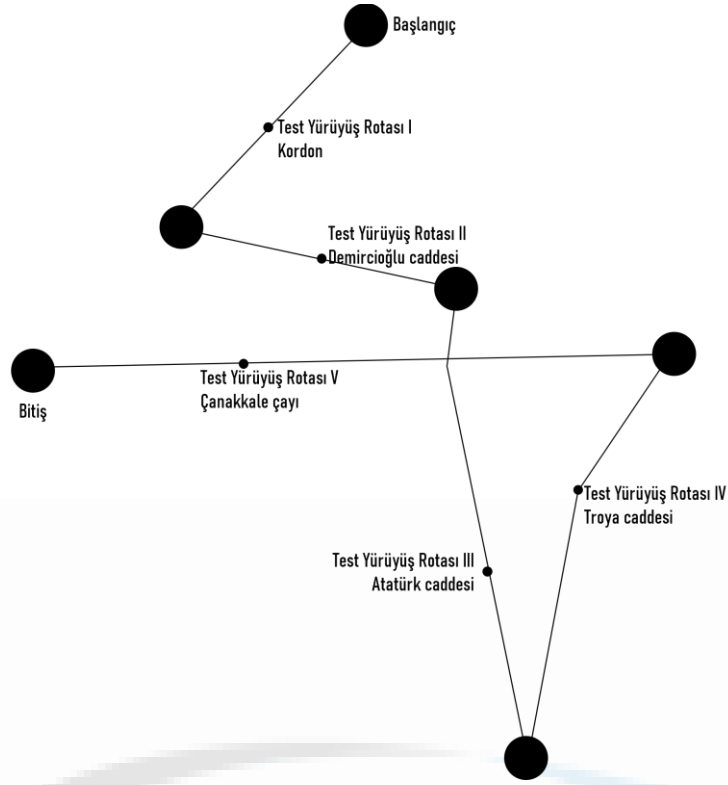 Başlangıç
Test Yürüyüş Rotası I
Kordon
Test Yürüyüş Rotası II
Demircioğlu caddesi
Test Yürüyüş Rotası V
Çanakkale çayı
Bitiş
Test Yürüyüş Rotası IV
Troya caddesi
Test Yürüyüş Rotası III
Atatürk caddesi